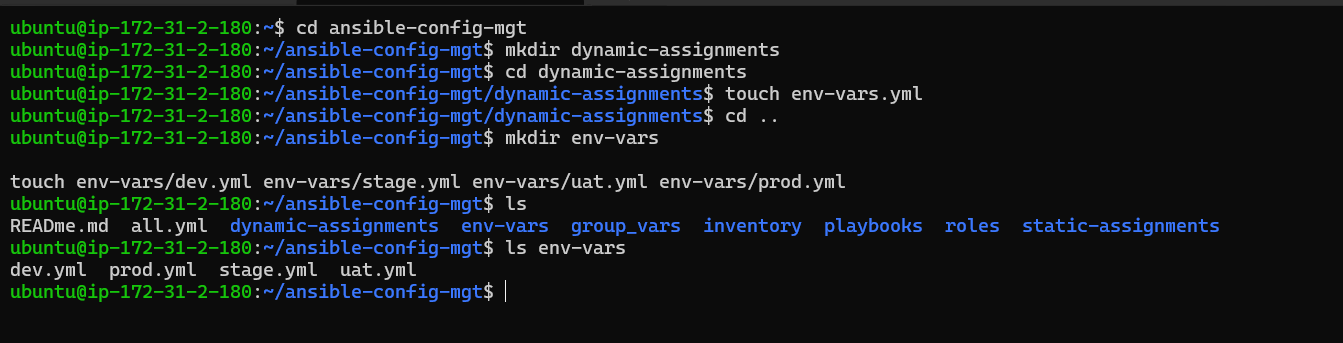 ubuntu@ip-172-31-2-180:~$ cd ansible-config-mgt
ubuntu@ip-172-31-2-180:~/ansible-config-mgt$ mkdir dynamic-assignments
ubuntu@ip-172-31-2-180:~/ansible-config-mgt$ cd dynamic-assignments
ubuntu@ip-172-31-2-180:~/ansible-config-mgt/dynamic-assignments$ touch env-vars.yml
ubuntu@ip-172-31-2-180:~/ansible-config-mgt/dynamic-assignments$ cd ..
ubuntu@ip-172-31-2-180:~/ansible-config-mgt$ mkdir env-vars
touch env-vars/dev.yml env-vars/stage.yml env-vars/uat.yml env-vars/prod.yml
ubuntu@ip-172-31-2-180:~/ansible-config-mgt$ ls
READme.md  all.yml  dynamic-assignments  env-vars  group_vars  inventory  playbooks  roles  static-assignments
ubuntu@ip-172-31-2-180:~/ansible-config-mgt$ ls env-vars
dev.yml  prod.yml  stage.yml  uat.yml
ubuntu@ip-172-31-2-180:~/ansible-config-mgt$